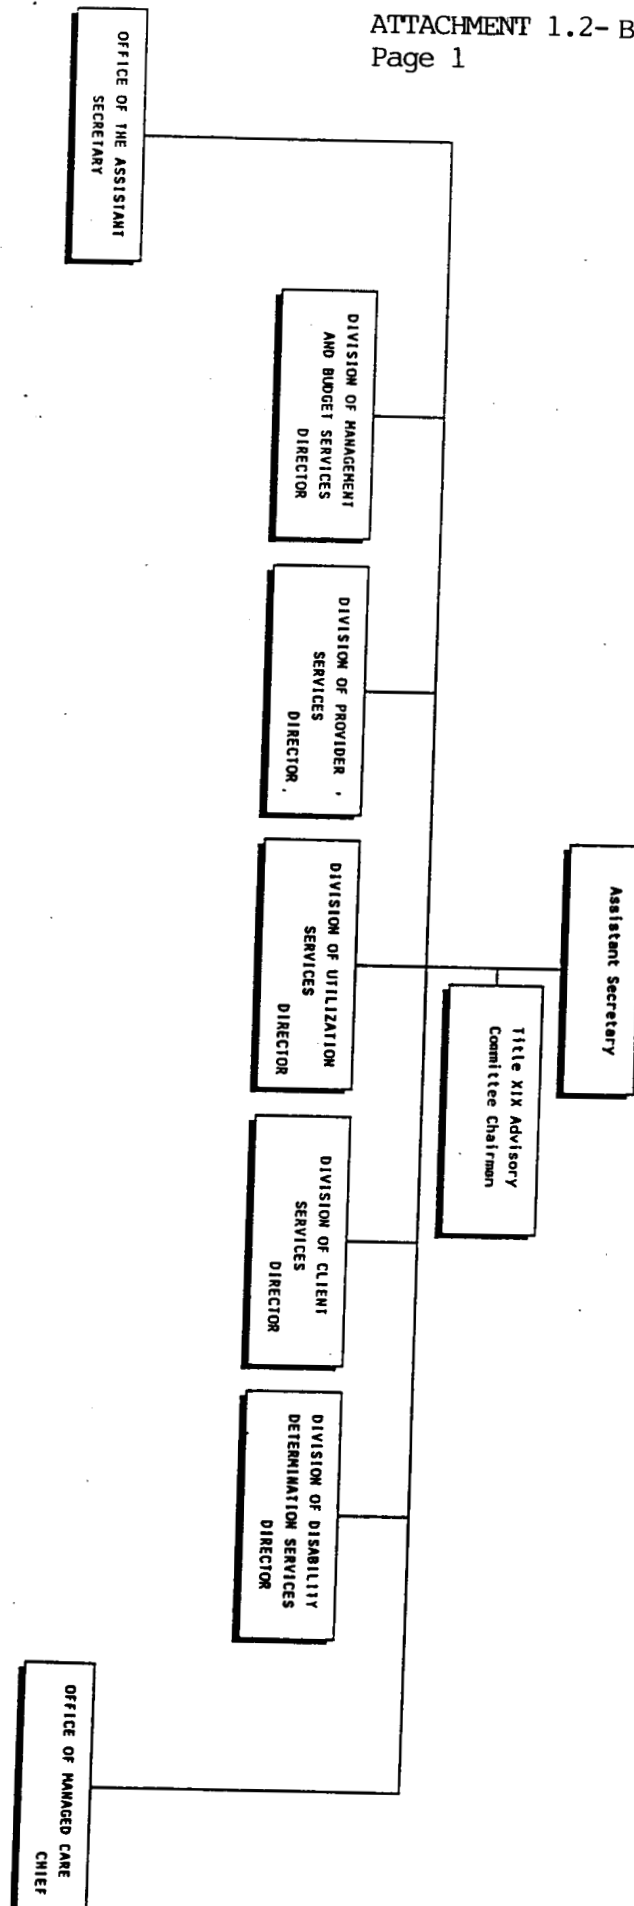 ATTACHMENT 1.2-B
Page 1
Assistant Secretary
Title XIX Advisory
Committee Chairman
OFFICE OF THE ASSISTANT
SECRETARY
DIVISION OF MANAGEMENT
AND BUDGET SERVICES
DIRECTOR
DIVISION OF PROVIDER
SERVICES
DIRECTOR
DIVISION OF UTILIZATION
SERVICES
DIRECTOR
DIVISION OF CLIENT
SERVICES
DIRECTOR
DIVISION OF DISABILITY
DETERMINATION SERVICES
DIRECTOR
OFFICE OF MANAGED CARE
CHIEF